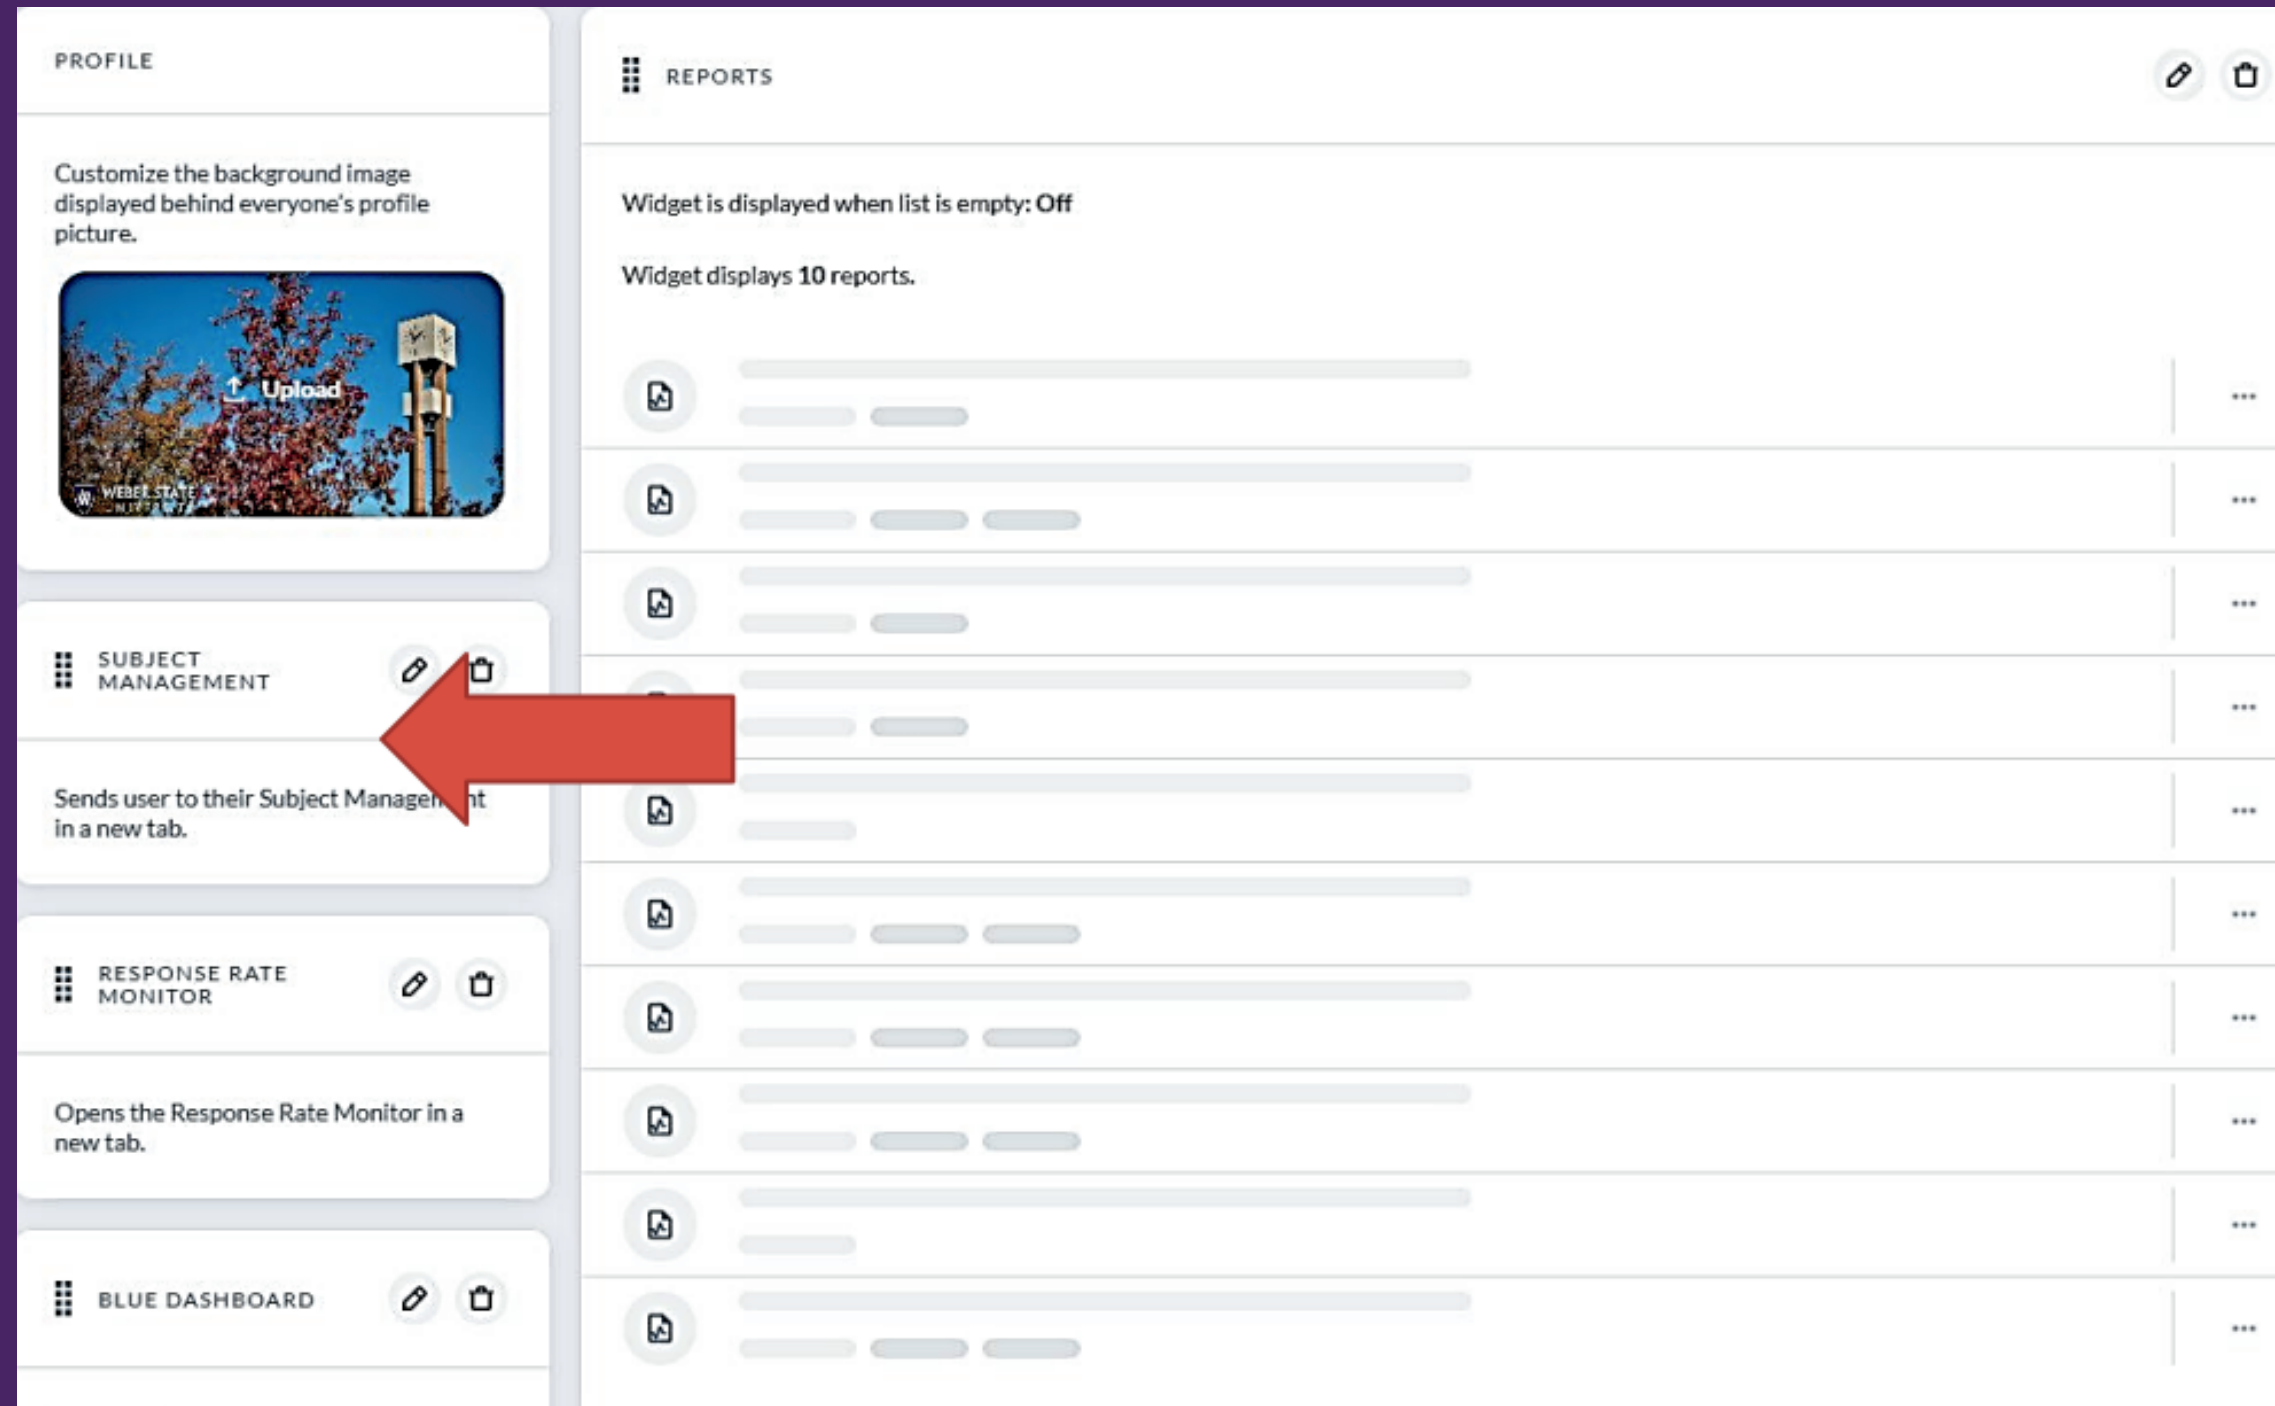 PROFILE
Customize the background image
displayed behind everyone's profile
picture.
Upload
WEBER STATE
SUBJECT
MANAGEMENT
Sends user to their Subject
in a new tab.
RESPONSE RATE
MONITOR
Opens the Response Rate Monitor in a
new tab.
BLUE DASHBOARD
REPORTS
Widget is displayed when list is empty: Off
Widget displays 10 reports.